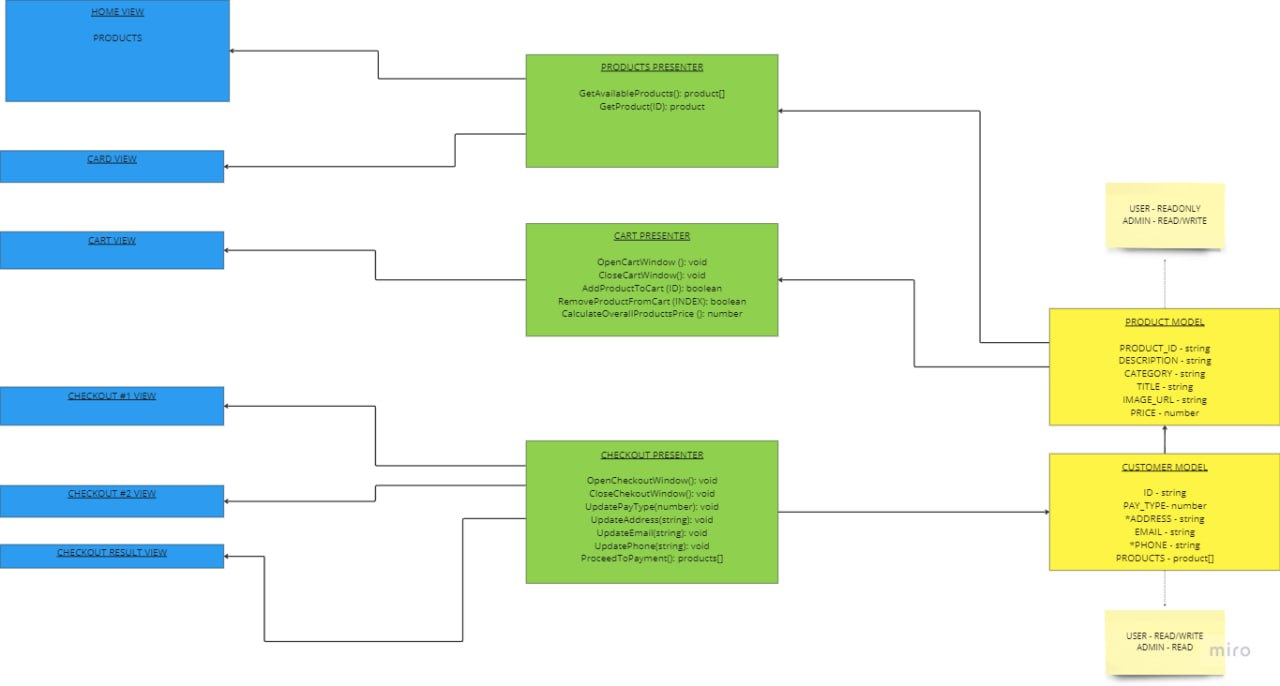 HOME VIEW
PRODUCTS
CARD VIEW
CART VIEW
CHECKOUT #1 VIEW
CHECKOUT #2 VIEW
CHECKOUT RESULT VIEW
PRODUCTS PRESENTER
GetAvailableProducts(): product[]
GetProduct(ID): product
CART PRESENTER
OpenCartWindow (): void
CloseCartWindow(): void
AddProductToCart (ID): boolean
RemoveProductFromCart (INDEX): boolean
CalculateOverallProductsPrice (): number
CHECKOUT PRESENTER
OpenCheckoutWindow(): void
CloseChekoutWindow(): void
UpdatePayType(number): void
UpdateAddress(string): void
UpdateEmail(string): void
UpdatePhone(string): void
ProceedToPayment(): products[]
USER - READONLY
ADMIN - READ/WRITE
PRODUCT MODEL
PRODUCT_ID - string
DESCRIPTION - string
CATEGORY - string
TITLE - string
IMAGE_URL - string
PRICE - number
CUSTOMER MODEL
ID - string
PAY_TYPE- number
*ADDRESS - string
EMAIL - string
*PHONE - string
PRODUCTS - product[]
USER - READ/WRITE
ADMIN - READ
miro